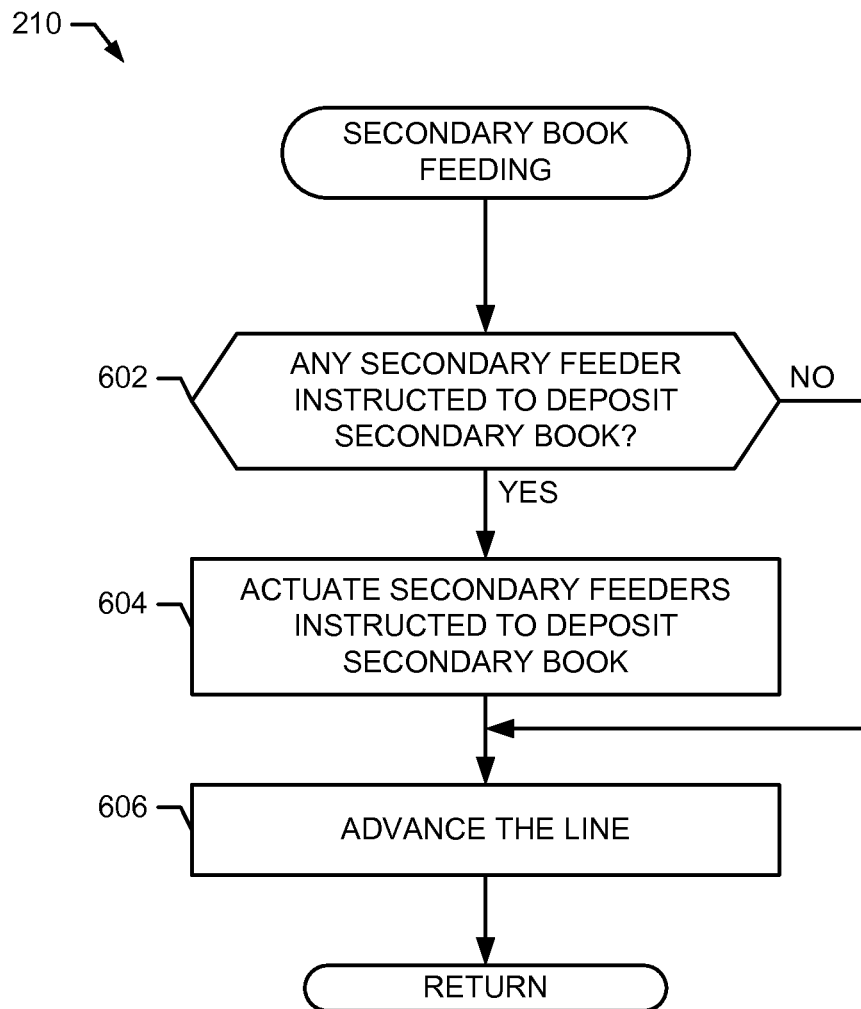 210
SECONDARY BOOK
FEEDING
602
ANY SECONDARY FEEDER
INSTRUCTED TO DEPOSIT
SECONDARY BOOK?
NO
YES
604
ACTUATE SECONDARY FEEDERS
INSTRUCTED TO DEPOSIT
SECONDARY BOOK
606
ADVANCE THE LINE
RETURN